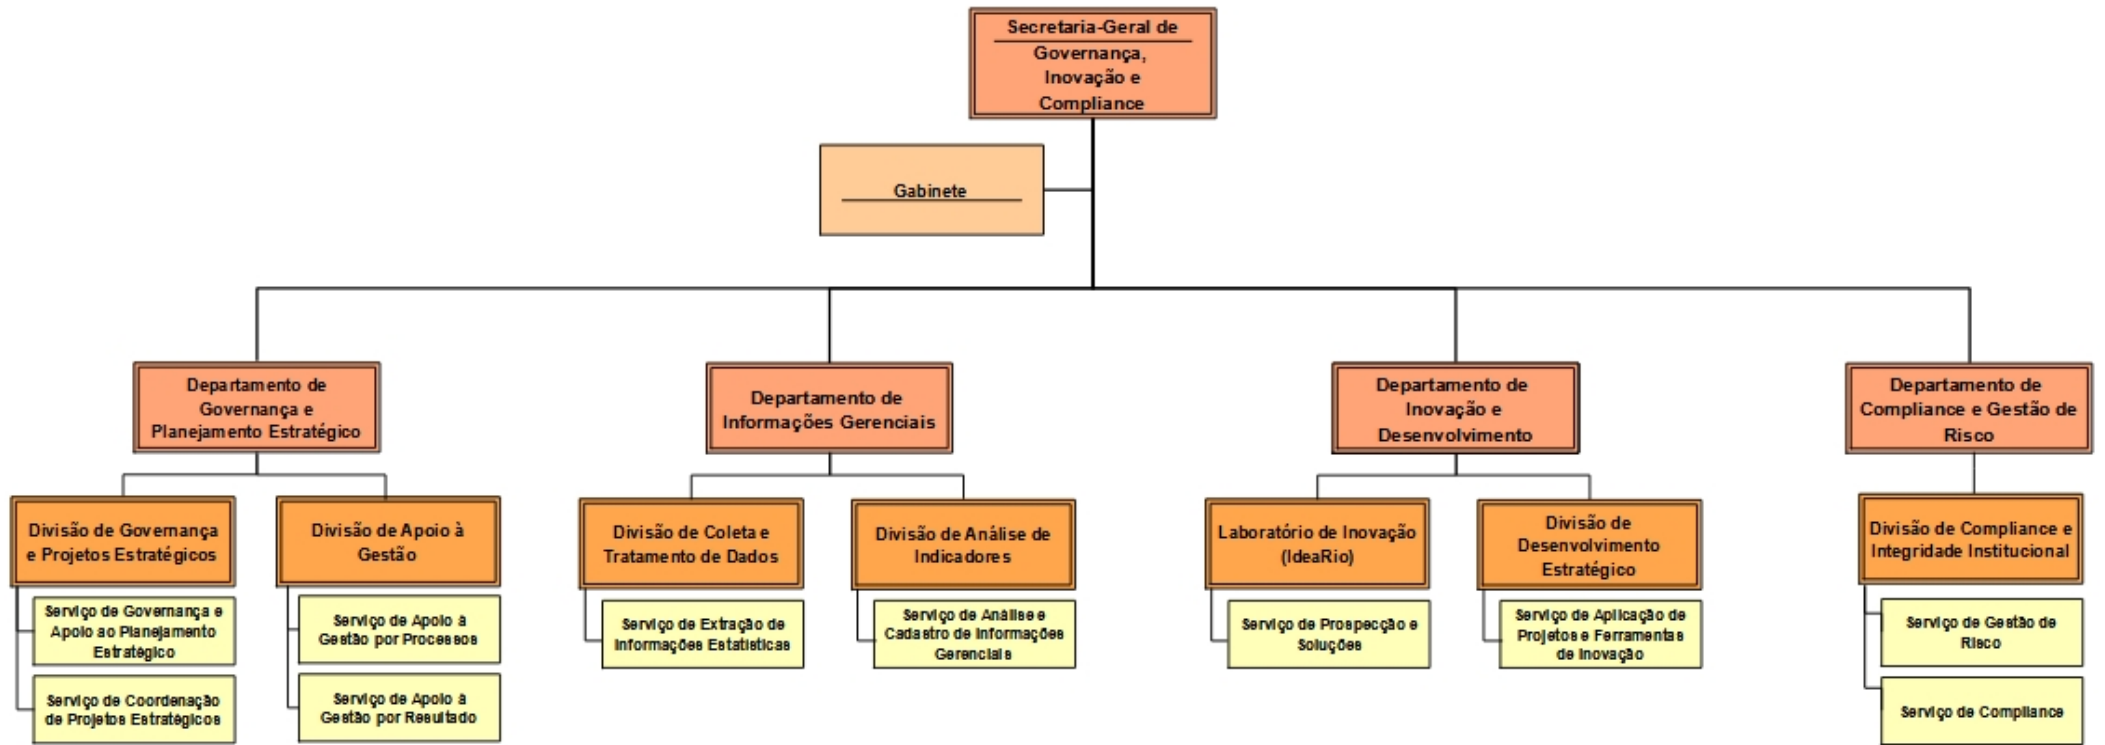 Secretaria-Geral de
Governança,
Inovação e
Compliance
Gabinete
Departamento de
Governança e
Planejamento Estratégico
Departamento de
Informações Gerenciais
Departamento de
Inovação e
Desenvolvimento
Departamento de
Compliance e Gestão de
Risco
Divisão de Governança
e Projetos Estratégicos
Divisão de Apoio à
Gestão
Divisão de Coleta e
Tratamento de Dados
Divisão de Análise de
Indicadores
Laboratório de Inovação
(IdeaRio)
Divisão de
Desenvolvimento
Estratégico
Divisão de Compliance e
Integridade Institucional
Serviço de Governança e
Apoio ao Planejamento
Estratégico
Serviço de Apoio à
Gestão por Processos
Serviço de Extração de
Informações Estatísticas
Serviço de Análise e
Cadastro de Informações
Gerenciais
Serviço de Prospecção e
Soluções
Serviço de Aplicação de
Projetos e Ferramentas
de Inovação
Serviço de Gestão de
Risco
Serviço de Coordenação
de Projetos Estratégicos
Serviço de Apoio à
Gestão por Resultado
Serviço de Compliance